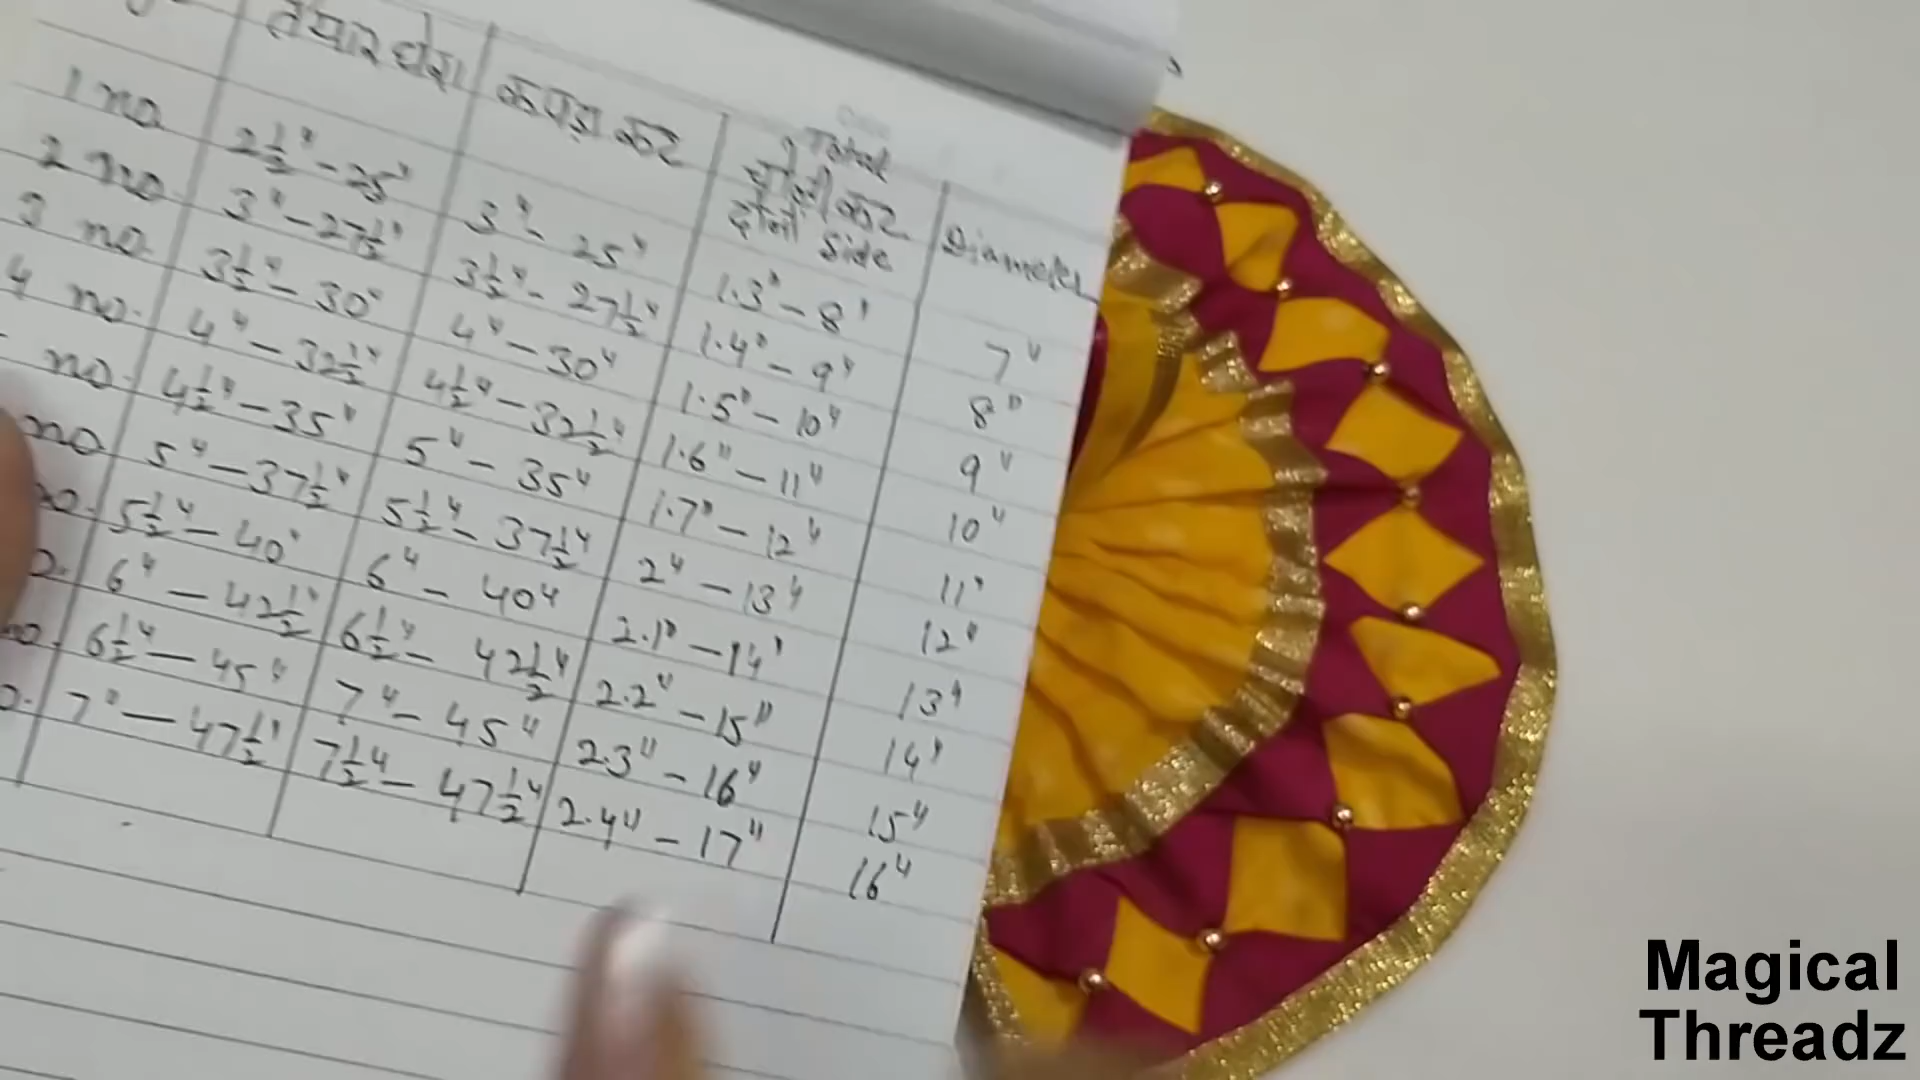 तैयार घेरा कपड़ा कट Total चोली कट दोनों Side Diameter
1 no 2½" - 25" 3" - 25" 1.3" - 8" 7"
2 no 3" - 27½" 3½" - 27½" 1.4" - 9" 8"
3 no. 3½" - 30" 4" - 30" 1.5" - 10" 9"
4 no. 4" - 32½" 4½" - 32½" 1.6" - 11" 10"
no. 4½" - 35" 5" - 35" 1.7" - 12" 11"
no 5" - 37½" 5½" - 37½" 2" - 13" 12"
no. 5½" - 40" 6" - 40" 2.1" - 14" 13"
6" - 42½" 6½" - 42½" 2.2" - 15" 14"
no. 6½" - 45" 7" - 45" 2.3" - 16" 15"
7" - 47½" 7½" - 47½" 2.4" - 17" 16"
Magical
Threadz